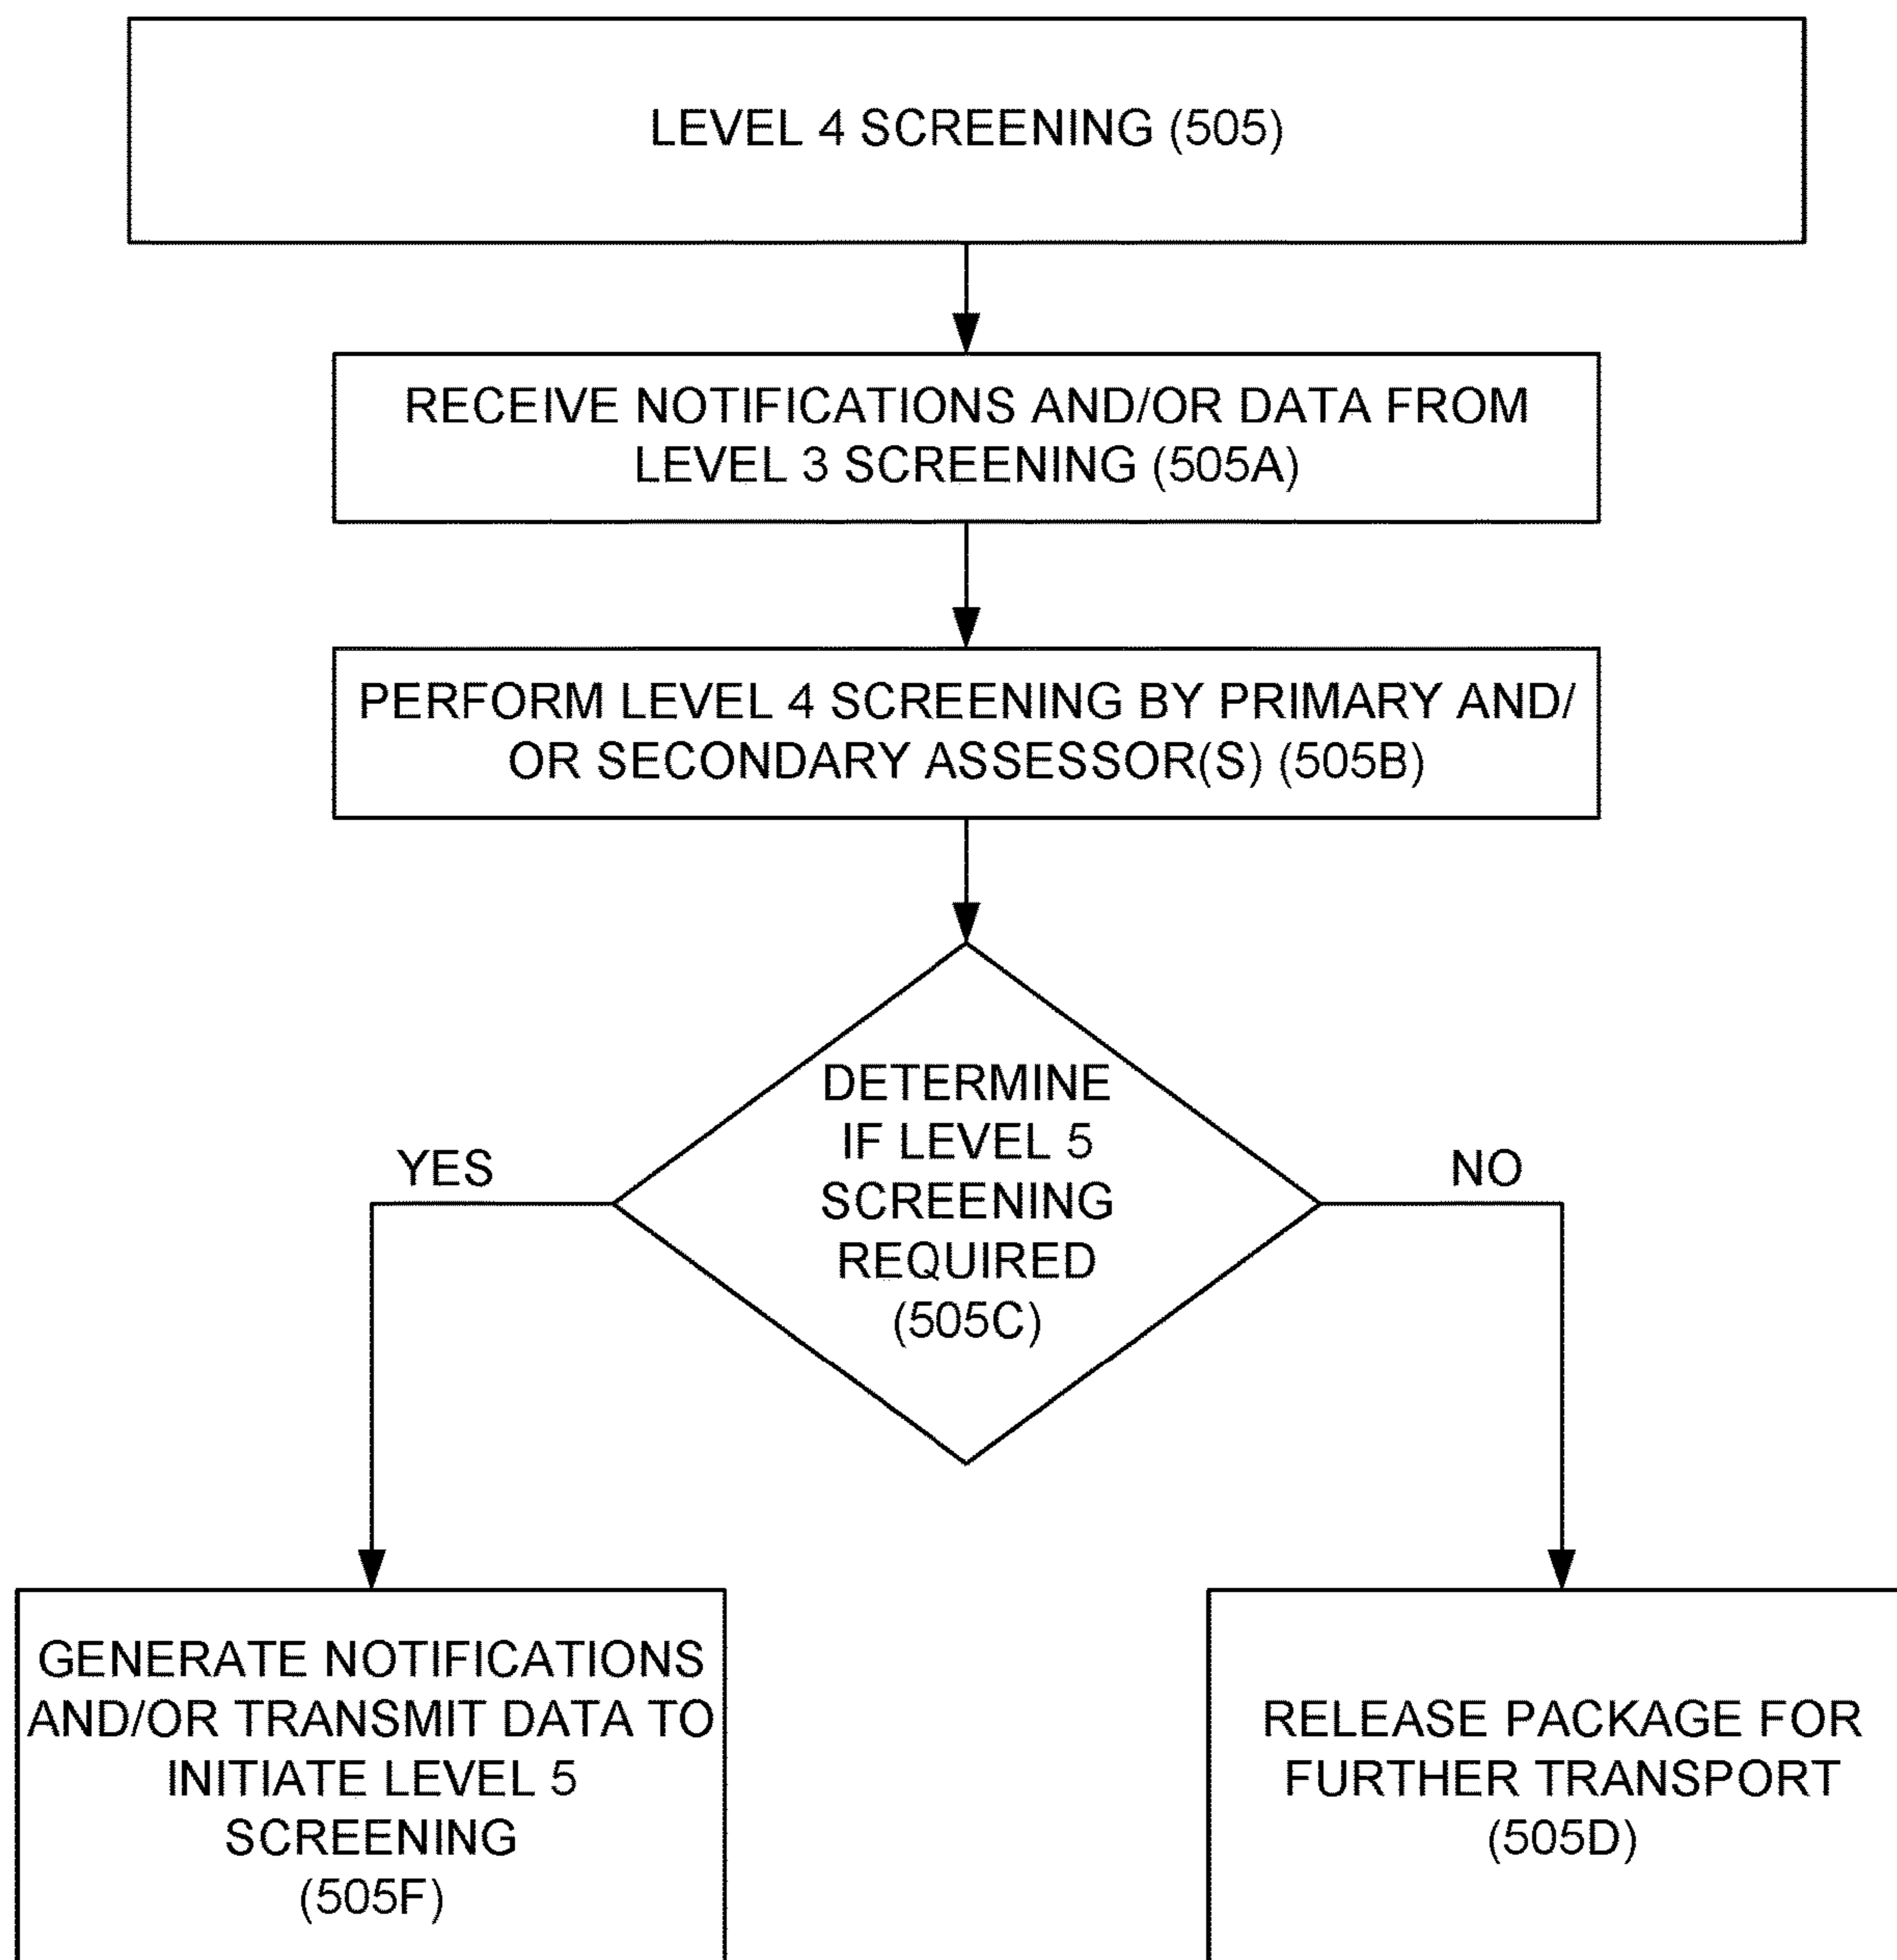 LEVEL 4 SCREENING (505)
RECEIVE NOTIFICATIONS AND/OR DATA FROM
LEVEL 3 SCREENING (505A)
PERFORM LEVEL 4 SCREENING BY PRIMARY AND/
OR SECONDARY ASSESSOR(S) (505B)
DETERMINE
IF LEVEL 5
SCREENING
REQUIRED
(505C)
YES
NO
GENERATE NOTIFICATIONS
AND/OR TRANSMIT DATA TO
INITIATE LEVEL 5
SCREENING
(505F)
RELEASE PACKAGE FOR
FURTHER TRANSPORT
(505D)